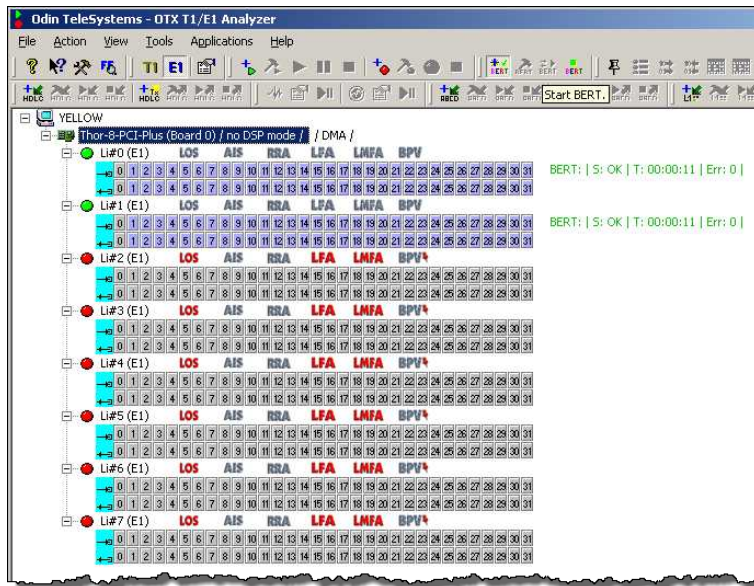 Odin TeleSystems - OTX T1/E1 Analyzer
File Action View Tools Applications Help
T1 E1 BERT BERT BERT BERT
HDLC HDLC HDLC HDLC HDLC HDLC HDLC HDLC ABCD Start BERT.
YELLOW
Thor-8-PCI-Plus (Board 0) / no DSP mode / / DMA /
Li#0 (E1) LOS AIS RRA LFA LMFA BPV
0 1 2 3 4 5 6 7 8 9 10 11 12 13 14 15 16 17 18 19 20 21 22 23 24 25 26 27 28 29 30 31 BERT: | S: OK | T: 00:00:11 | Err: 0 |
0 1 2 3 4 5 6 7 8 9 10 11 12 13 14 15 16 17 18 19 20 21 22 23 24 25 26 27 28 29 30 31
Li#1 (E1) LOS AIS RRA LFA LMFA BPV
0 1 2 3 4 5 6 7 8 9 10 11 12 13 14 15 16 17 18 19 20 21 22 23 24 25 26 27 28 29 30 31 BERT: | S: OK | T: 00:00:11 | Err: 0 |
0 1 2 3 4 5 6 7 8 9 10 11 12 13 14 15 16 17 18 19 20 21 22 23 24 25 26 27 28 29 30 31
Li#2 (E1) LOS AIS RRA LFA LMFA BPV
0 1 2 3 4 5 6 7 8 9 10 11 12 13 14 15 16 17 18 19 20 21 22 23 24 25 26 27 28 29 30 31
0 1 2 3 4 5 6 7 8 9 10 11 12 13 14 15 16 17 18 19 20 21 22 23 24 25 26 27 28 29 30 31
Li#3 (E1) LOS AIS RRA LFA LMFA BPV
0 1 2 3 4 5 6 7 8 9 10 11 12 13 14 15 16 17 18 19 20 21 22 23 24 25 26 27 28 29 30 31
0 1 2 3 4 5 6 7 8 9 10 11 12 13 14 15 16 17 18 19 20 21 22 23 24 25 26 27 28 29 30 31
Li#4 (E1) LOS AIS RRA LFA LMFA BPV
0 1 2 3 4 5 6 7 8 9 10 11 12 13 14 15 16 17 18 19 20 21 22 23 24 25 26 27 28 29 30 31
0 1 2 3 4 5 6 7 8 9 10 11 12 13 14 15 16 17 18 19 20 21 22 23 24 25 26 27 28 29 30 31
Li#5 (E1) LOS AIS RRA LFA LMFA BPV
0 1 2 3 4 5 6 7 8 9 10 11 12 13 14 15 16 17 18 19 20 21 22 23 24 25 26 27 28 29 30 31
0 1 2 3 4 5 6 7 8 9 10 11 12 13 14 15 16 17 18 19 20 21 22 23 24 25 26 27 28 29 30 31
Li#6 (E1) LOS AIS RRA LFA LMFA BPV
0 1 2 3 4 5 6 7 8 9 10 11 12 13 14 15 16 17 18 19 20 21 22 23 24 25 26 27 28 29 30 31
0 1 2 3 4 5 6 7 8 9 10 11 12 13 14 15 16 17 18 19 20 21 22 23 24 25 26 27 28 29 30 31
Li#7 (E1) LOS AIS RRA LFA LMFA BPV
0 1 2 3 4 5 6 7 8 9 10 11 12 13 14 15 16 17 18 19 20 21 22 23 24 25 26 27 28 29 30 31
0 1 2 3 4 5 6 7 8 9 10 11 12 13 14 15 16 17 18 19 20 21 22 23 24 25 26 27 28 29 30 31